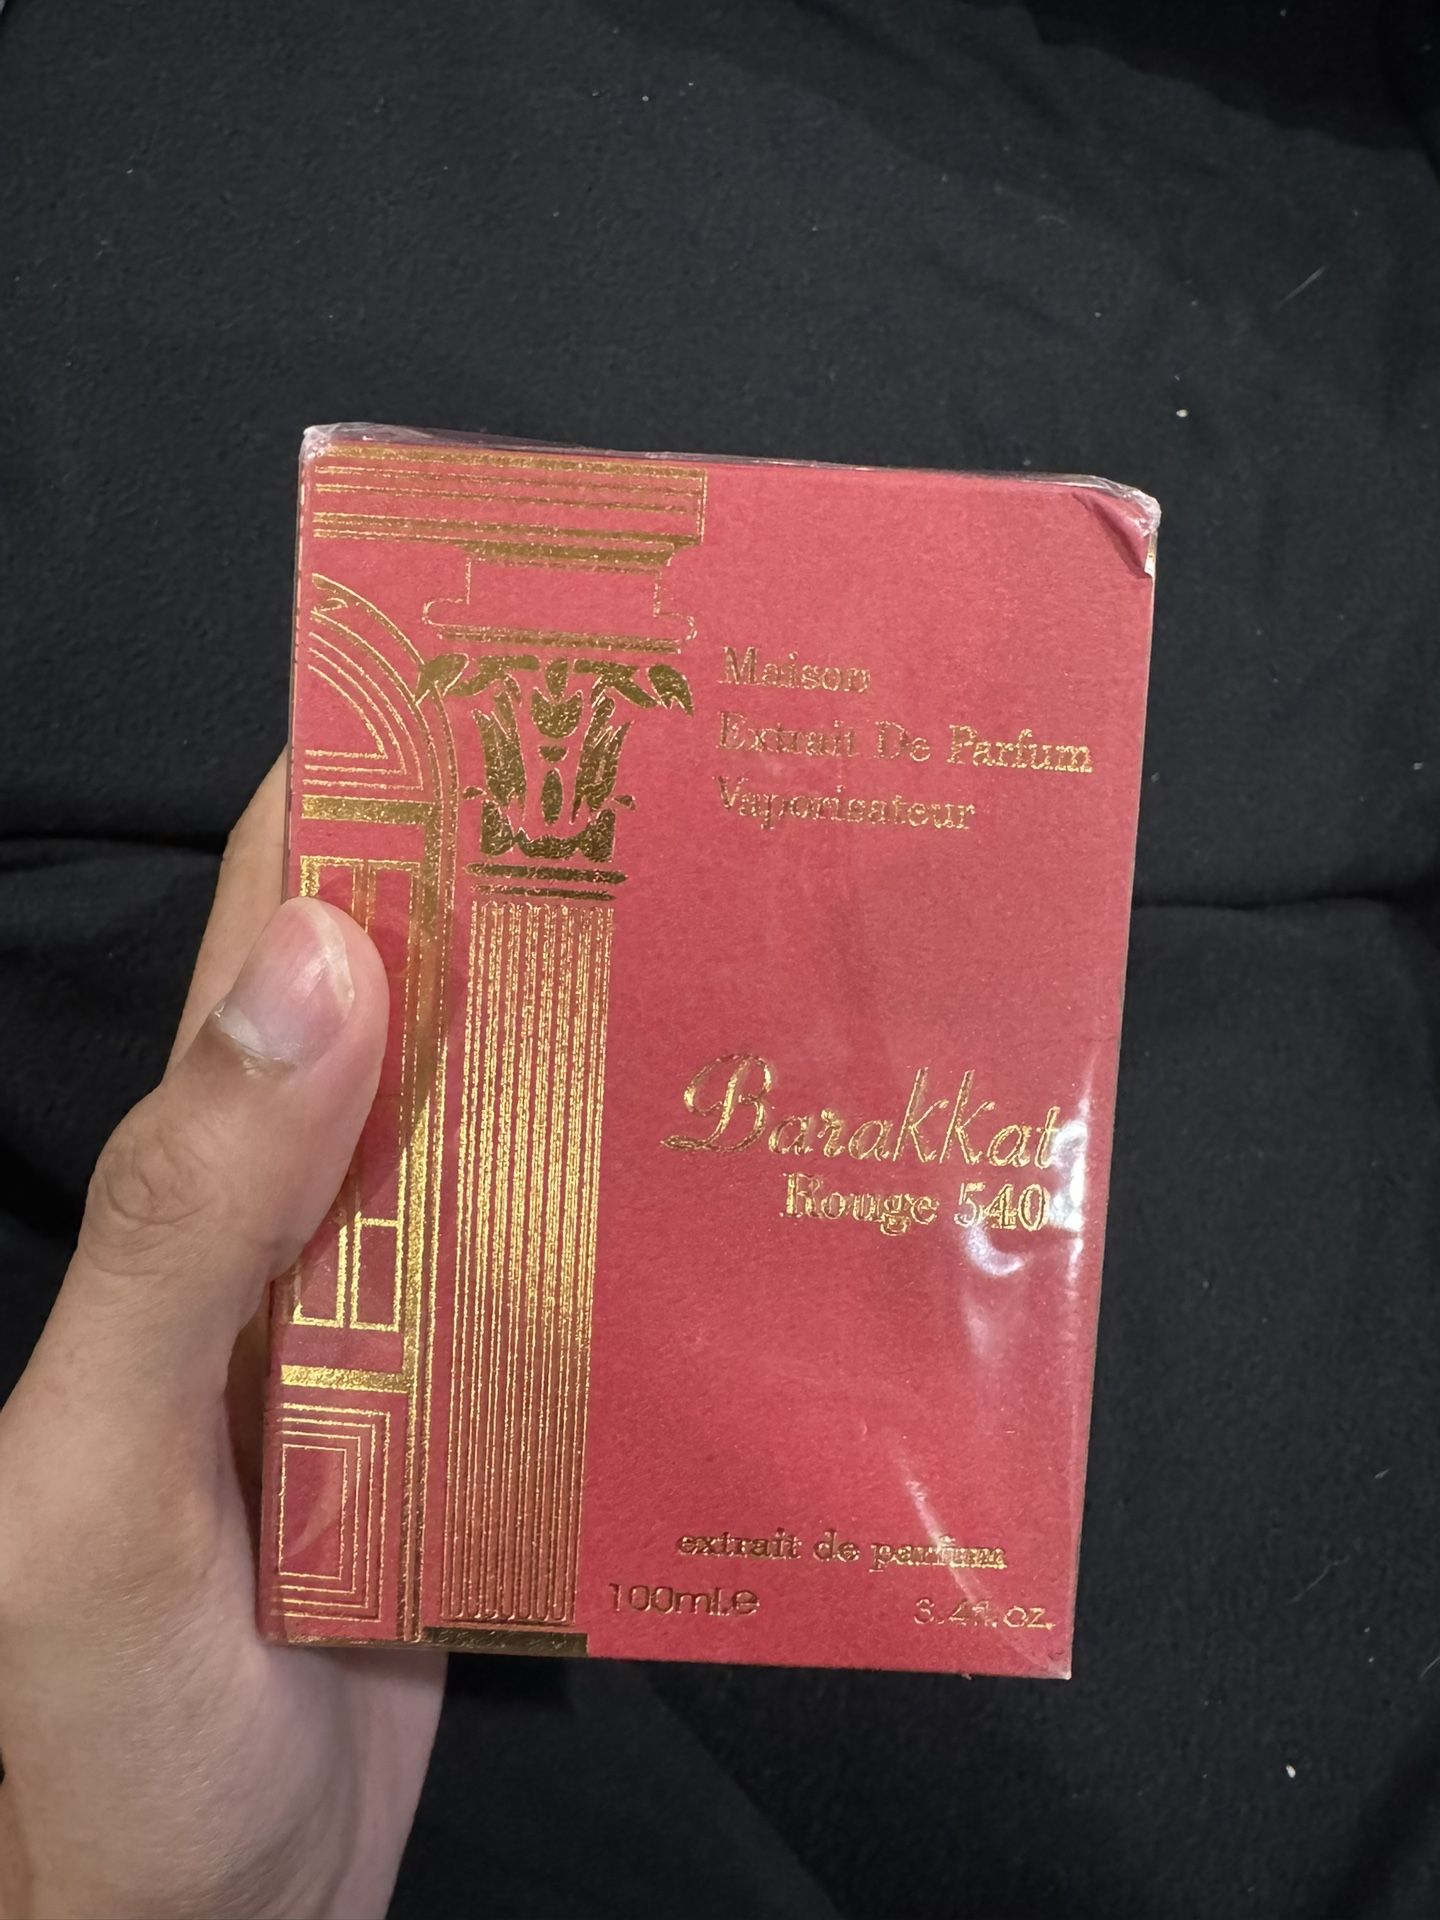 Maison
Extrait De Parfum
Vaporisateur
Barakkat
Rouge 540
extrait de parfum
100ml.e
3.4fl.oz.